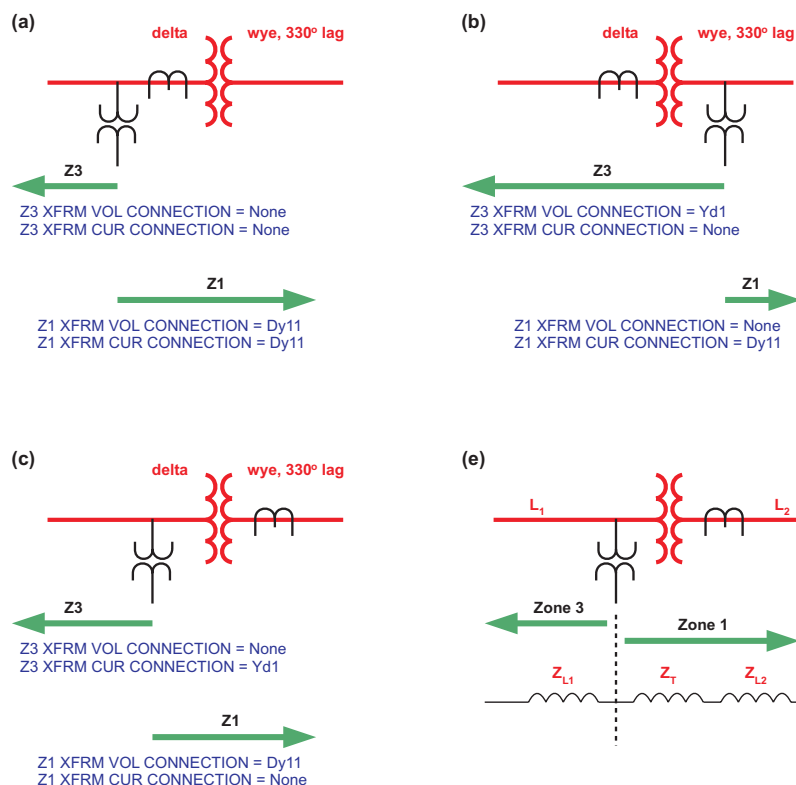 (a)
delta
wye, 330º lag
Z3
Z3 XFRM VOL CONNECTION = None
Z3 XFRM CUR CONNECTION = None
Z1
Z1 XFRM VOL CONNECTION = Dy11
Z1 XFRM CUR CONNECTION = Dy11
(b)
delta
wye, 330º lag
Z3
Z3 XFRM VOL CONNECTION = Yd1
Z3 XFRM CUR CONNECTION = None
Z1
Z1 XFRM VOL CONNECTION = None
Z1 XFRM CUR CONNECTION = Dy11
(c)
delta
wye, 330º lag
Z3
Z3 XFRM VOL CONNECTION = None
Z3 XFRM CUR CONNECTION = Yd1
Z1
Z1 XFRM VOL CONNECTION = Dy11
Z1 XFRM CUR CONNECTION = None
(e)
L1
L2
Zone 3
Zone 1
ZL1
ZT
ZL2